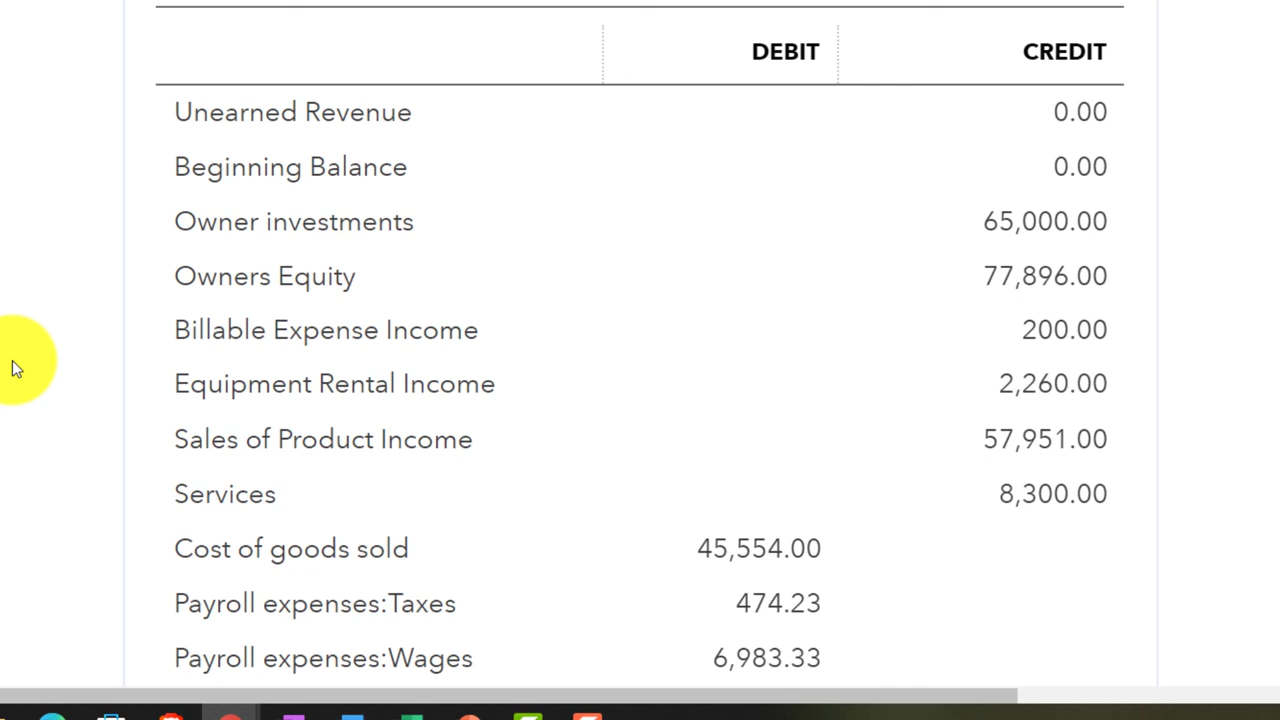 DEBIT CREDIT
Unearned Revenue 0.00
Beginning Balance 0.00
Owner investments 65,000.00
Owners Equity 77,896.00
Billable Expense Income 200.00
Equipment Rental Income 2,260.00
Sales of Product Income 57,951.00
Services 8,300.00
Cost of goods sold 45,554.00
Payroll expenses:Taxes 474.23
Payroll expenses:Wages 6,983.33